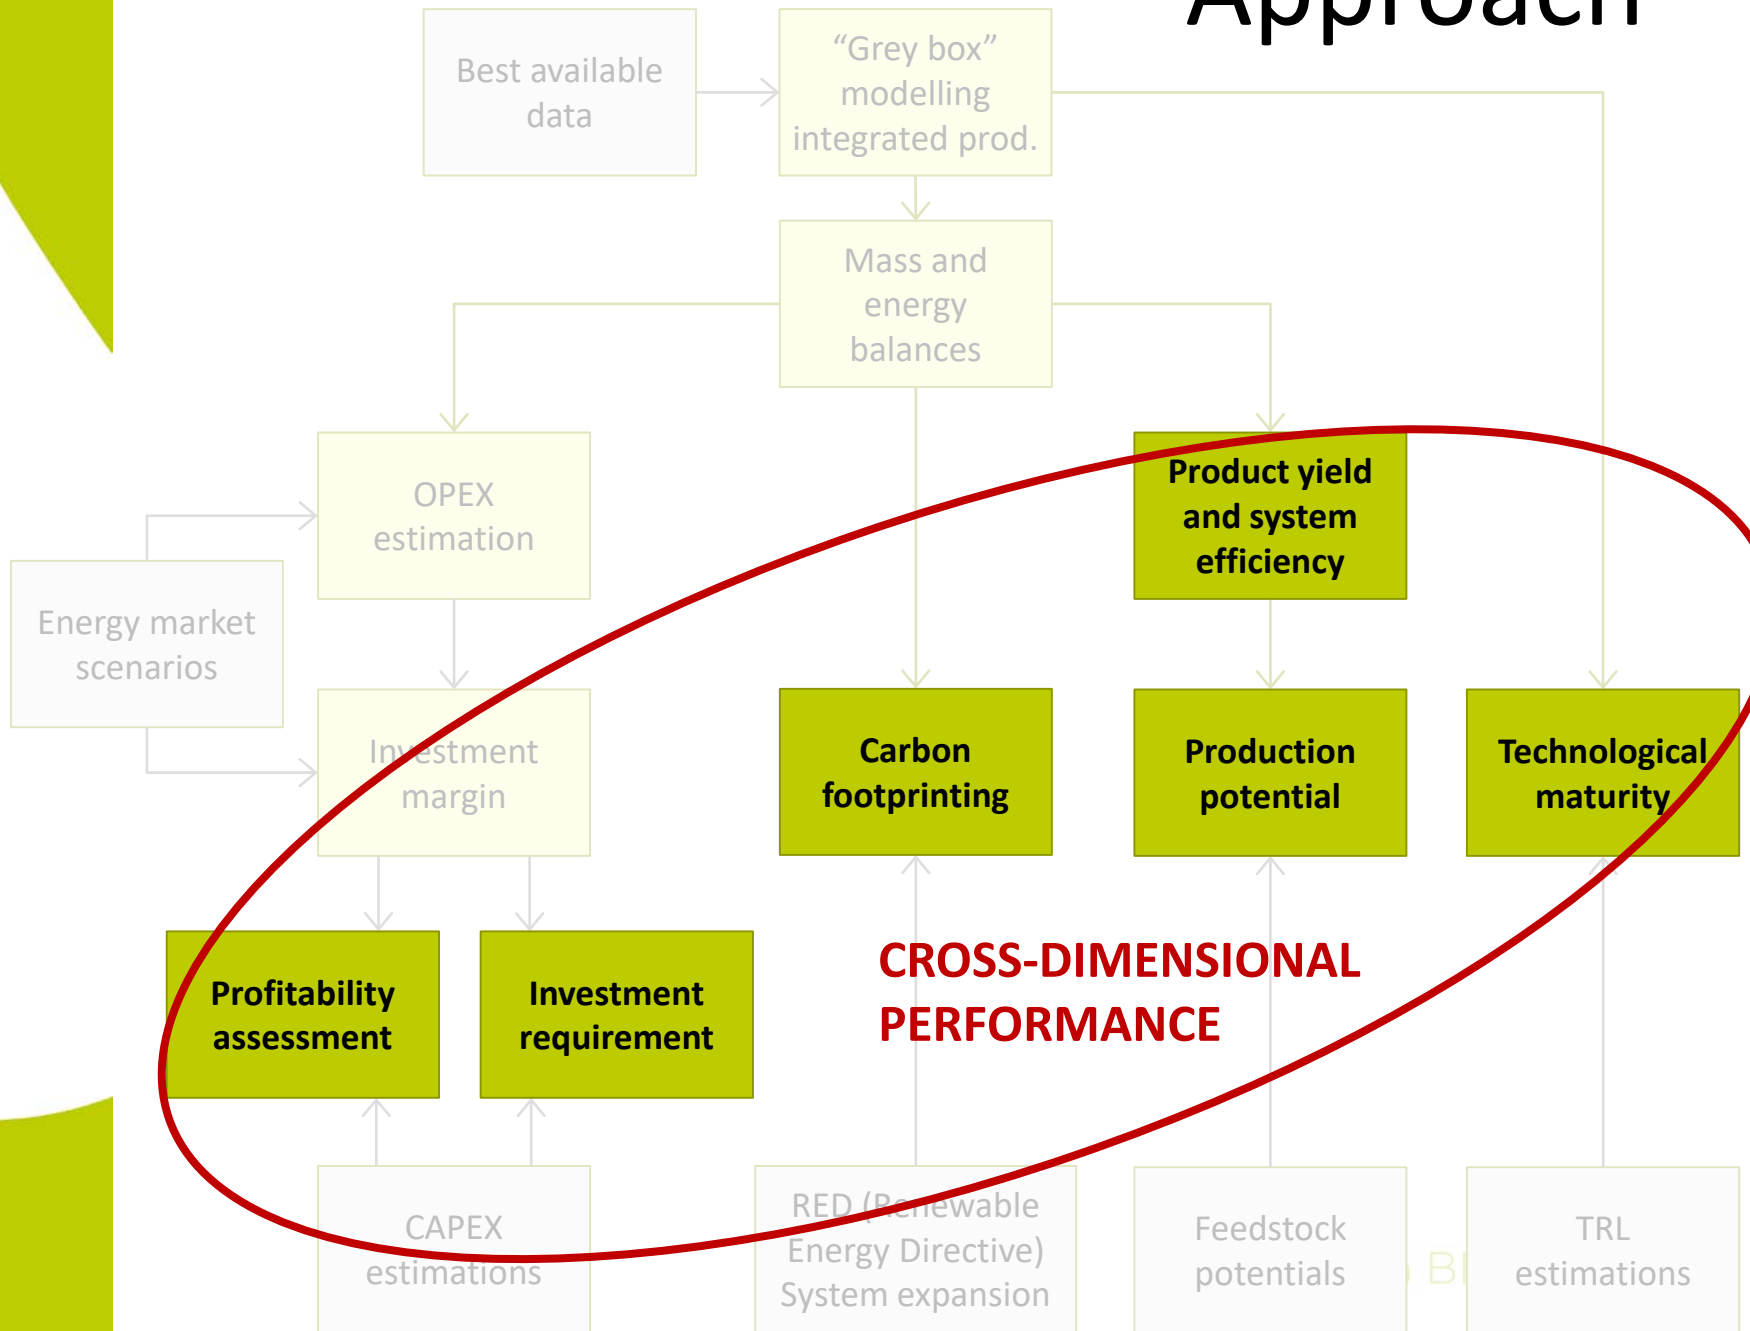 Approach
Best available
data
“Grey box”
modelling
integrated prod.
Mass and
energy
balances
OPEX
estimation
Product yield
and system
efficiency
Energy market
scenarios
Investment
margin
Carbon
footprinting
Production
potential
Technological
maturity
Profitability
assessment
Investment
requirement
CROSS-DIMENSIONAL
PERFORMANCE
CAPEX
estimations
RED (Renewable
Energy Directive)
System expansion
Feedstock
potentials
TRL
estimations